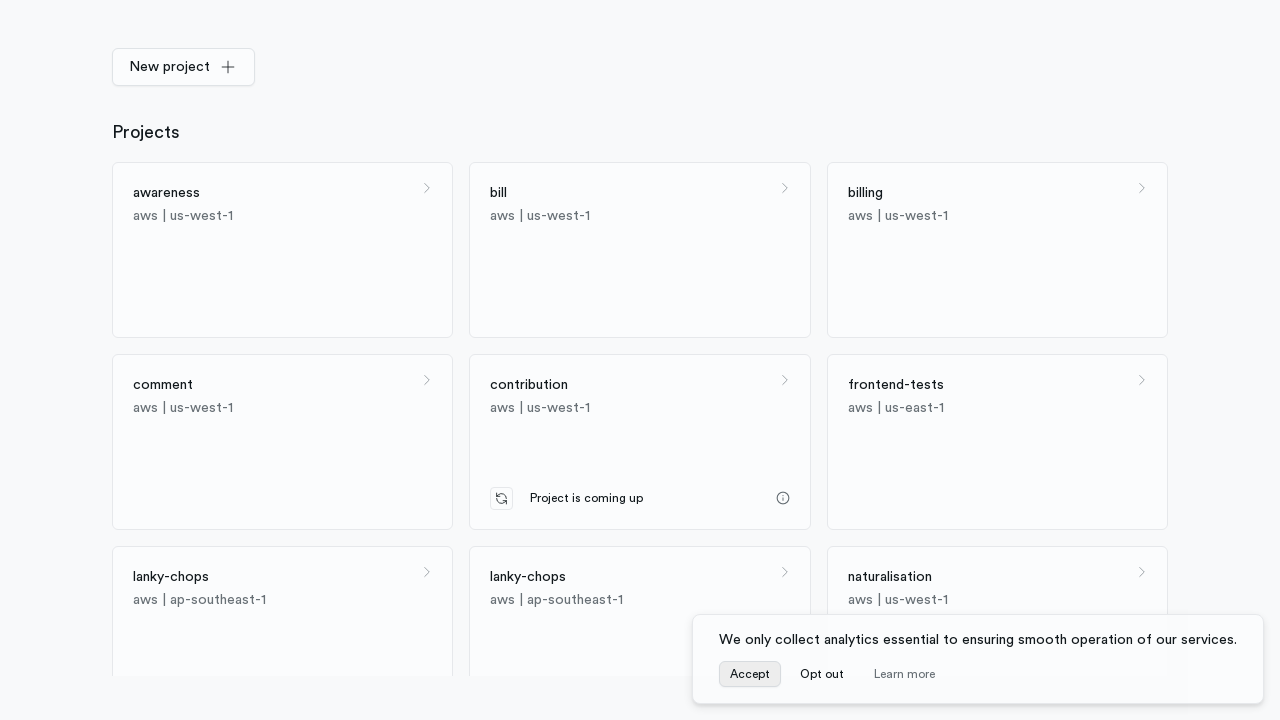 New project
Projects
awareness
aws | us-west-1
bill
aws | us-west-1
billing
aws | us-west-1
comment
aws | us-west-1
contribution
aws | us-west-1
Project is coming up
frontend-tests
aws | us-east-1
lanky-chops
aws | ap-southeast-1
lanky-chops
aws | ap-southeast-1
naturalisation
aws | us-west-1
We only collect analytics essential to ensuring smooth operation of our services.
Accept
Opt out
Learn more